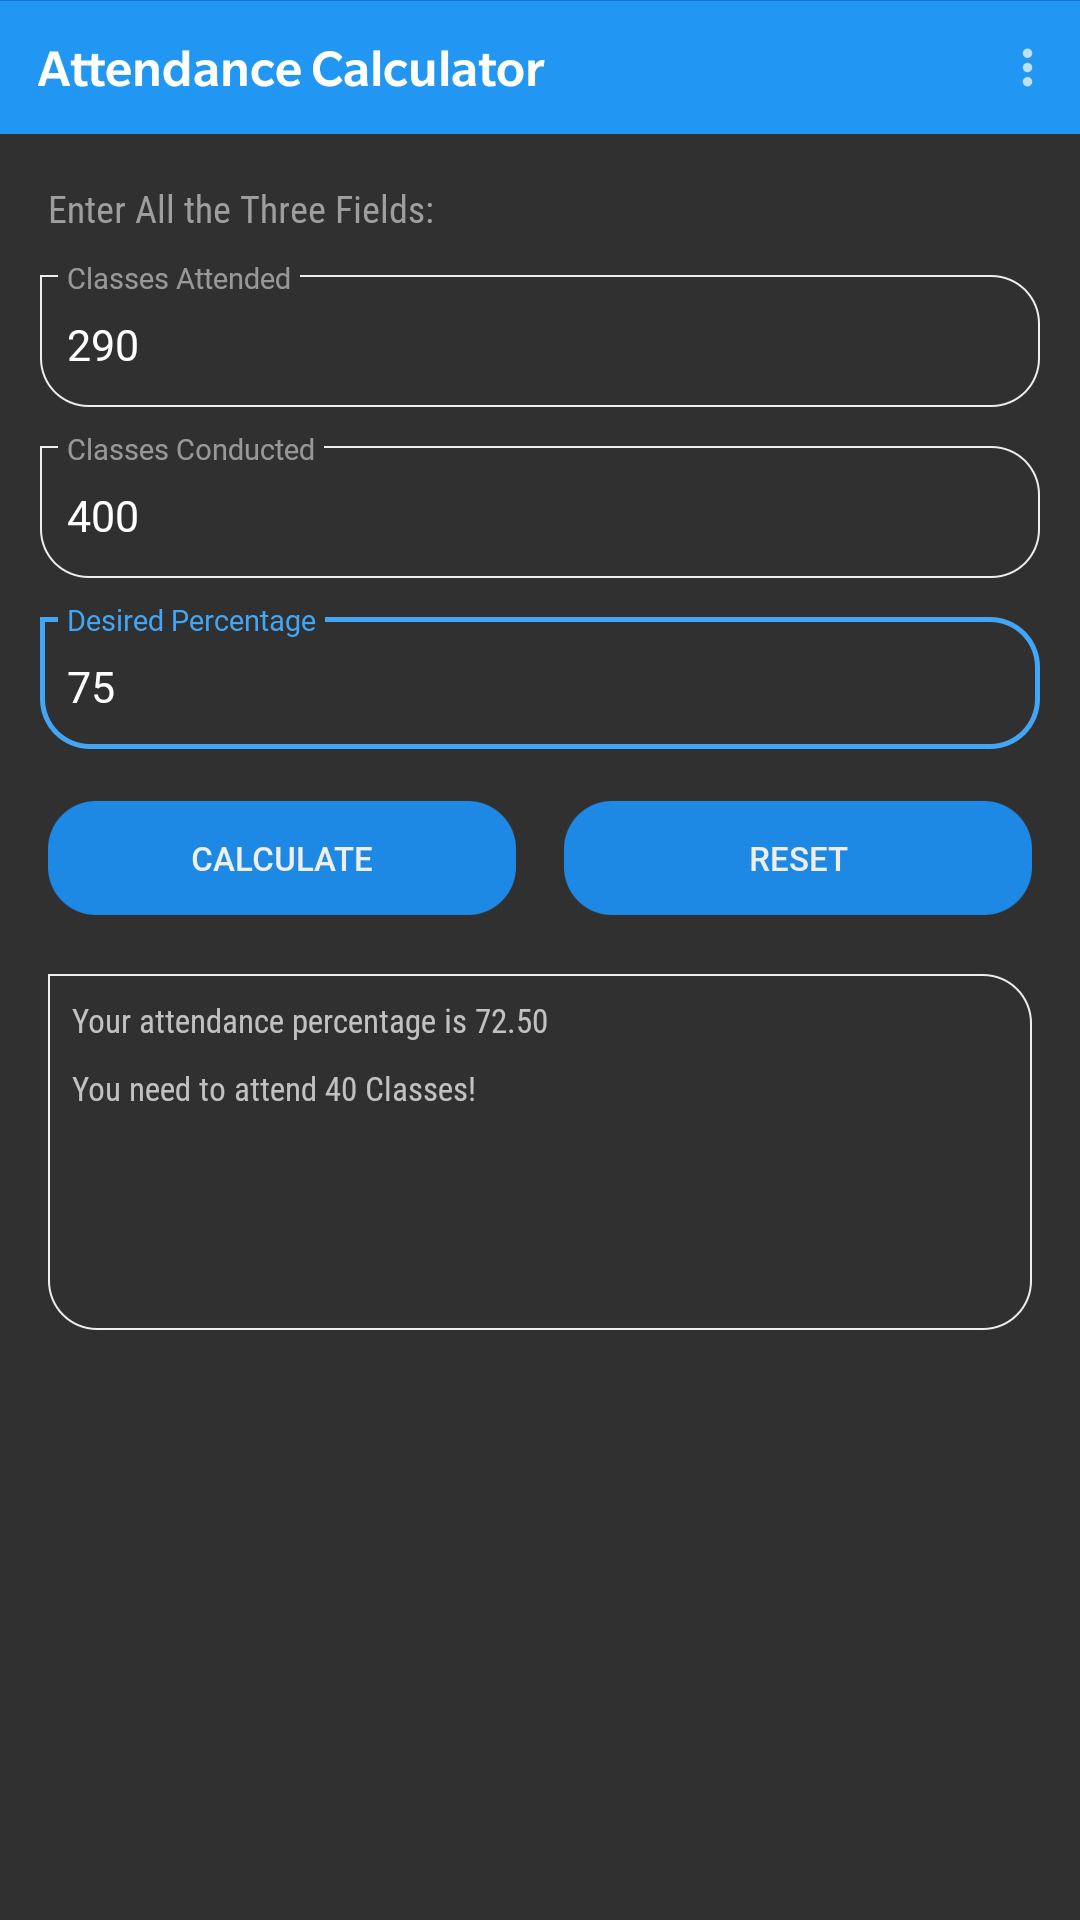 Attendance Calculator
Enter All the Three Fields:
Classes Attended
290
Classes Conducted
400
Desired Percentage
75
CALCULATE RESET
Your attendance percentage is 72.50
You need to attend 40 Classes!